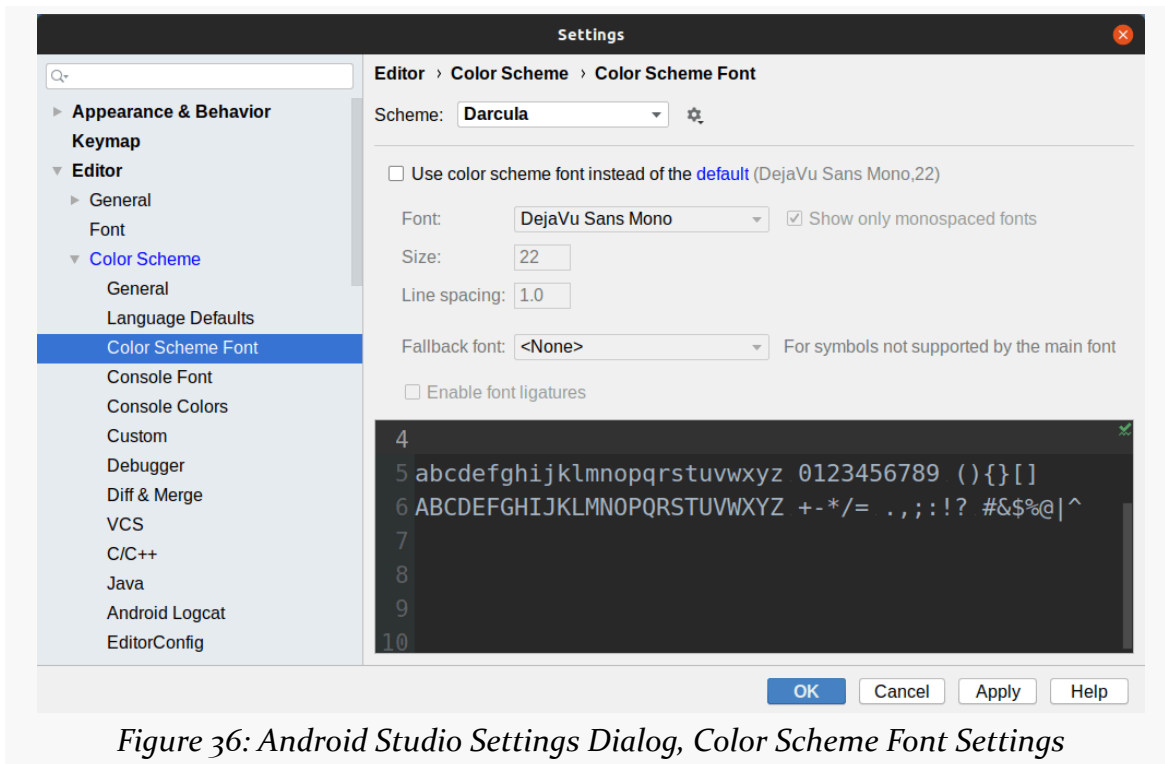 Settings
Editor › Color Scheme › Color Scheme Font
Appearance & Behavior
Keymap
Editor
General
Font
Color Scheme
General
Language Defaults
Color Scheme Font
Console Font
Console Colors
Custom
Debugger
Diff & Merge
VCS
C/C++
Java
Android Logcat
EditorConfig
Scheme: Darcula
Use color scheme font instead of the default (DejaVu Sans Mono,22)
Font: DejaVu Sans Mono Show only monospaced fonts
Size: 22
Line spacing: 1.0
Fallback font: <None> For symbols not supported by the main font
Enable font ligatures
4
5 abcdefghijklmnopqrstuvwxyz 0123456789 (){}[]
6 ABCDEFGHIJKLMNOPQRSTUVWXYZ +-*/= .,;:!? #&$%@|^
7
8
9
10
OK Cancel Apply Help
Figure 36: Android Studio Settings Dialog, Color Scheme Font Settings